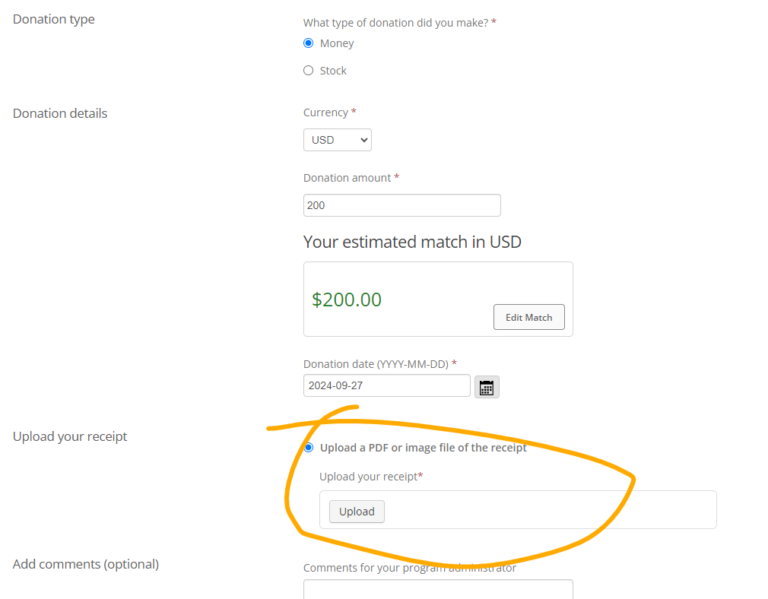 Donation type
What type of donation did you make? *
Money
Stock
Donation details
Currency *
USD
Donation amount *
200
Your estimated match in USD
$200.00
Edit Match
Donation date (YYYY-MM-DD) *
2024-09-27
Upload your receipt
Upload a PDF or image file of the receipt
Upload your receipt*
Upload
Add comments (optional)
Comments for your program administrator